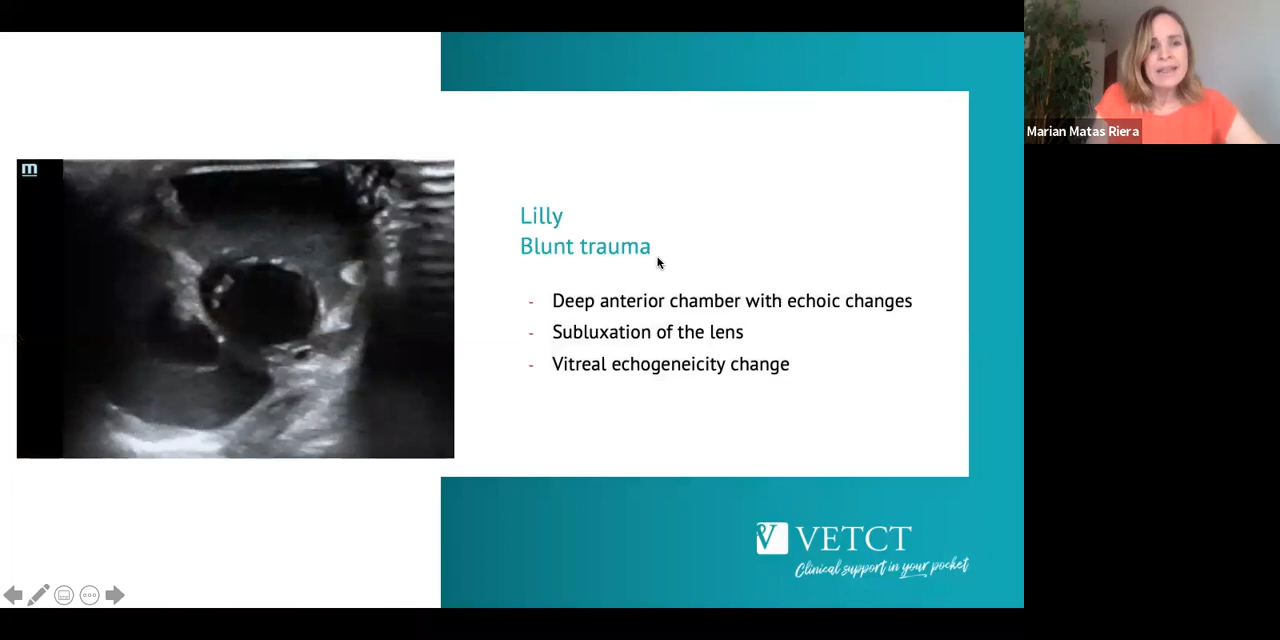 m
Lilly
Blunt trauma
- Deep anterior chamber with echoic changes
- Subluxation of the lens
- Vitreal echogeneicity change
V VETCT
Clinical support in your pocket
Marian Matas Riera